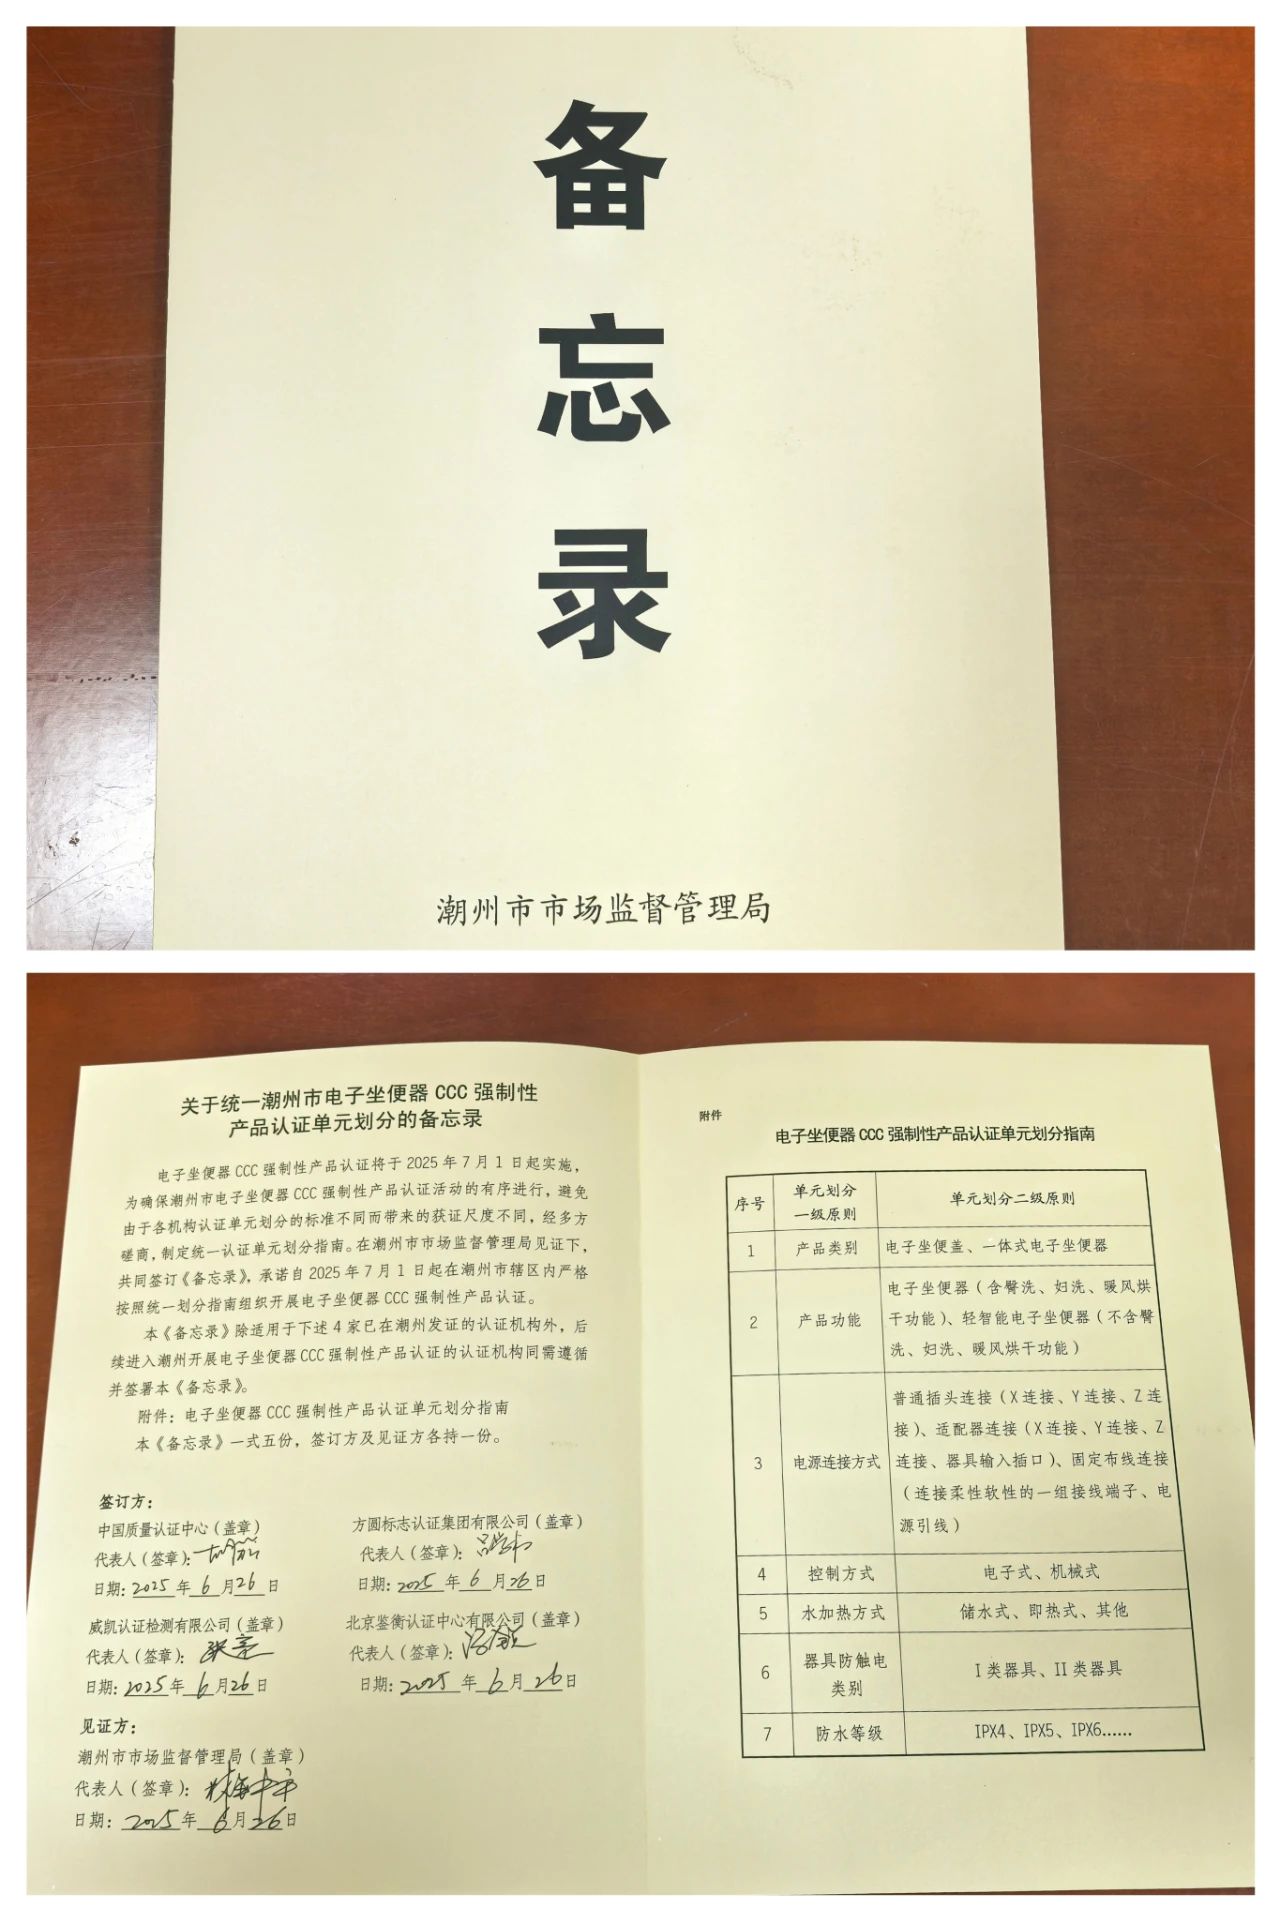 备
忘
录
潮州市市场监督管理局
关于统一潮州市电子坐便器 CCC 强制性
产品认证单元划分的备忘录
电子坐便器 CCC 强制性产品认证将于 2025 年 7 月 1 日起实施，
为确保潮州市电子坐便器 CCC 强制性产品认证活动的有序进行，避免
由于各机构认证单元划分的标准不同而带来的获证尺度不同，经多方
磋商，制定统一认证单元划分指南。在潮州市市场监督管理局见证下，
共同签订《备忘录》，承诺自 2025 年 7 月 1 日起在潮州市辖区内严格
按照统一划分指南组织开展电子坐便器 CCC 强制性产品认证。
本《备忘录》除适用于下述 4 家已在潮州发证的认证机构外，后
续进入潮州开展电子坐便器 CCC 强制性产品认证的认证机构同需遵循
并签署本《备忘录》。
附件：电子坐便器 CCC 强制性产品认证单元划分指南
本《备忘录》一式五份，签订方及见证方各持一份。
签订方：
中国质量认证中心（盖章）
代表人（签章）：
日期：2025 年 6 月 26 日
方圆标志认证集团有限公司（盖章）
代表人（签章）：
日期：2025 年 6 月 26 日
威凯认证检测有限公司（盖章）
代表人（签章）：
日期：2025 年 6 月 26 日
北京鉴衡认证中心有限公司（盖章）
代表人（签章）：
日期：2025 年 6 月 26 日
见证方：
潮州市市场监督管理局（盖章）
代表人（签章）：
日期：2025 年 6 月 26 日
附件
电子坐便器 CCC 强制性产品认证单元划分指南
序号 单元划分一级原则 单元划分二级原则
1 产品类别 电子坐便盖、一体式电子坐便器
2 产品功能 电子坐便器（含臀洗、妇洗、暖风烘
干功能）、轻智能电子坐便器（不含臀
洗、妇洗、暖风烘干功能）
3 电源连接方式 普通插头连接（X 连接、Y 连接、Z 连
接）、适配器连接（X 连接、Y 连接、Z
连接、器具输入插口）、固定布线连接
（连接柔性软性的一组接线端子、电
源引线）
4 控制方式 电子式、机械式
5 水加热方式 储水式、即热式、其他
6 器具防触电类别 I 类器具、II 类器具
7 防水等级 IPX4、IPX5、IPX6......